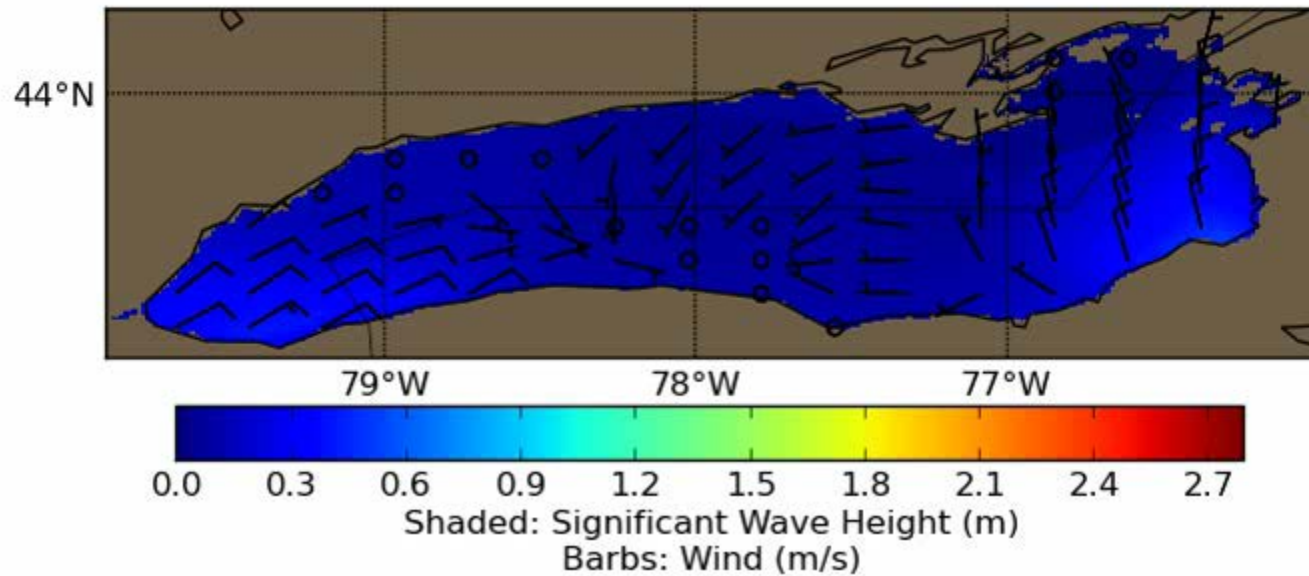 44°N
79°W 78°W 77°W
0.0 0.3 0.6 0.9 1.2 1.5 1.8 2.1 2.4 2.7
Shaded: Significant Wave Height (m)
Barbs: Wind (m/s)